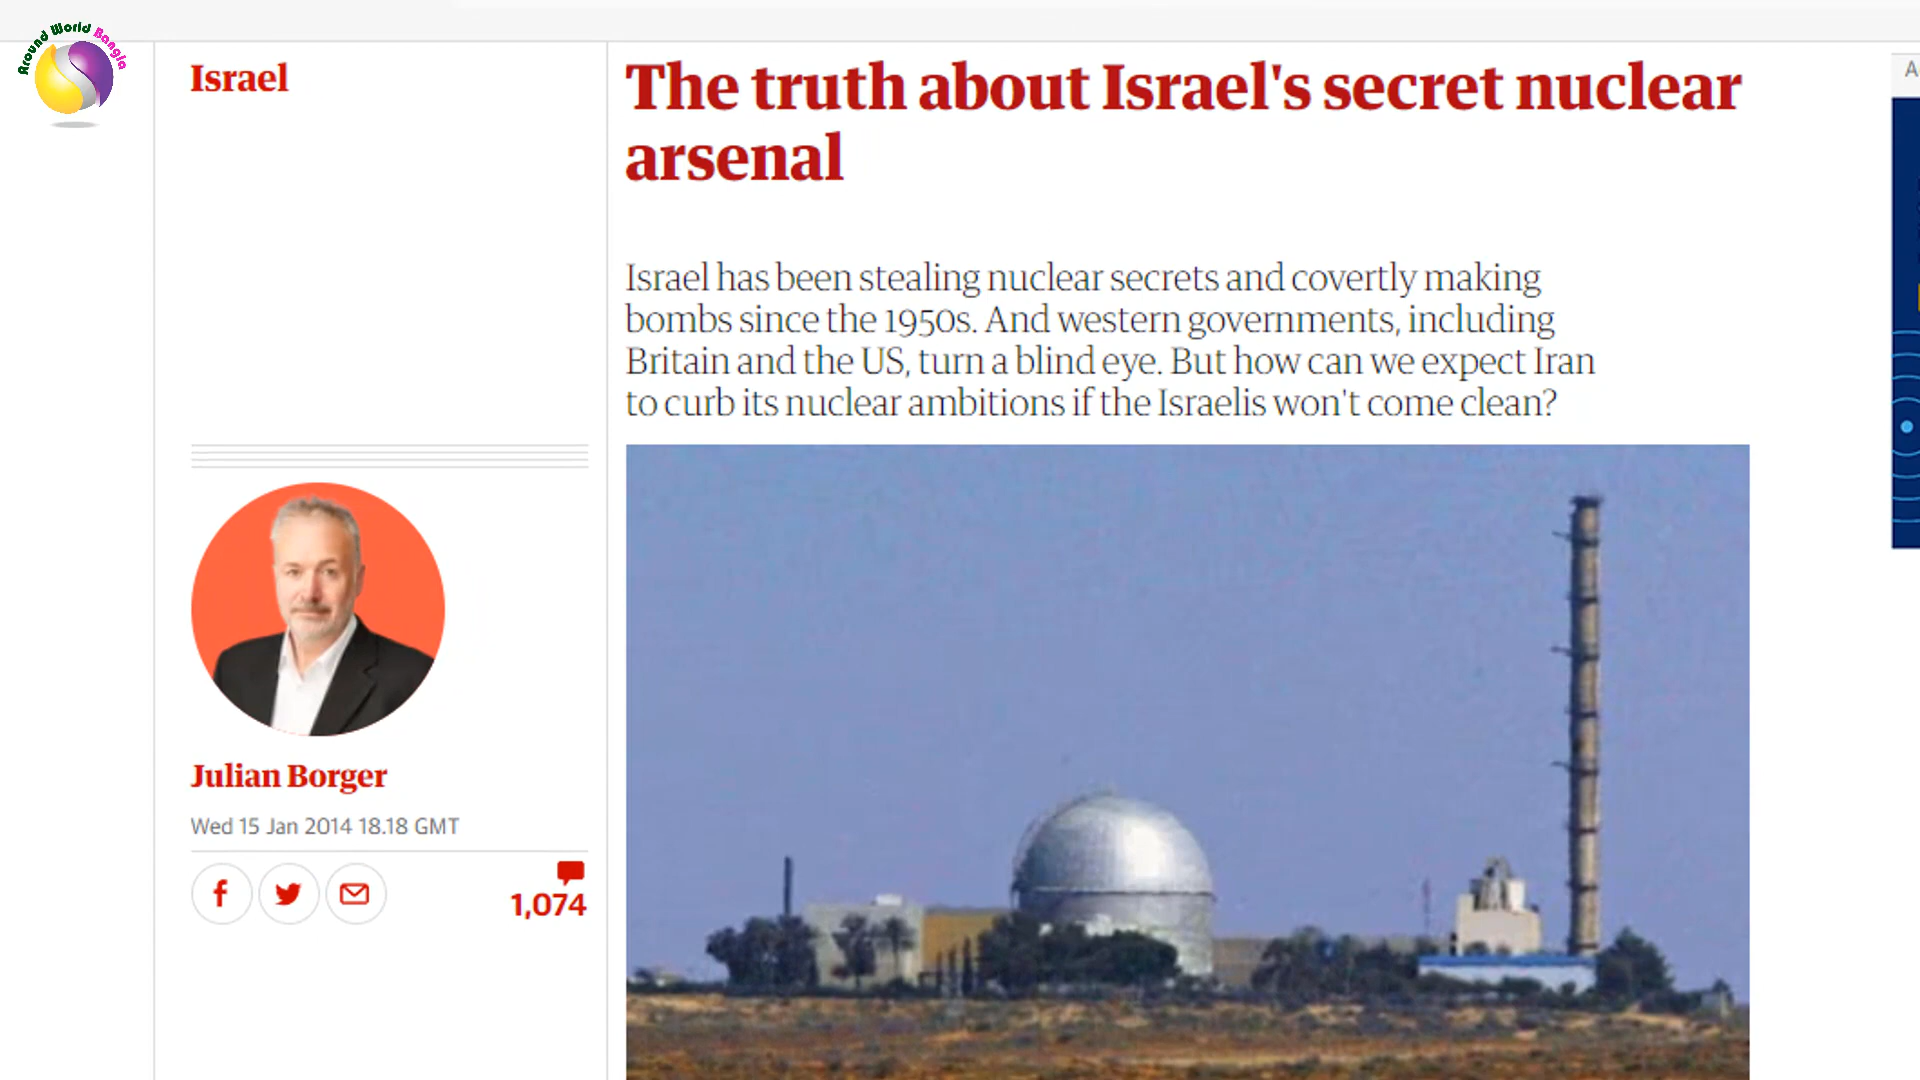 Around World Bangla
Israel
The truth about Israel's secret nuclear
arsenal
Israel has been stealing nuclear secrets and covertly making
bombs since the 1950s. And western governments, including
Britain and the US, turn a blind eye. But how can we expect Iran
to curb its nuclear ambitions if the Israelis won't come clean?
Julian Borger
Wed 15 Jan 2014 18.18 GMT
1,074